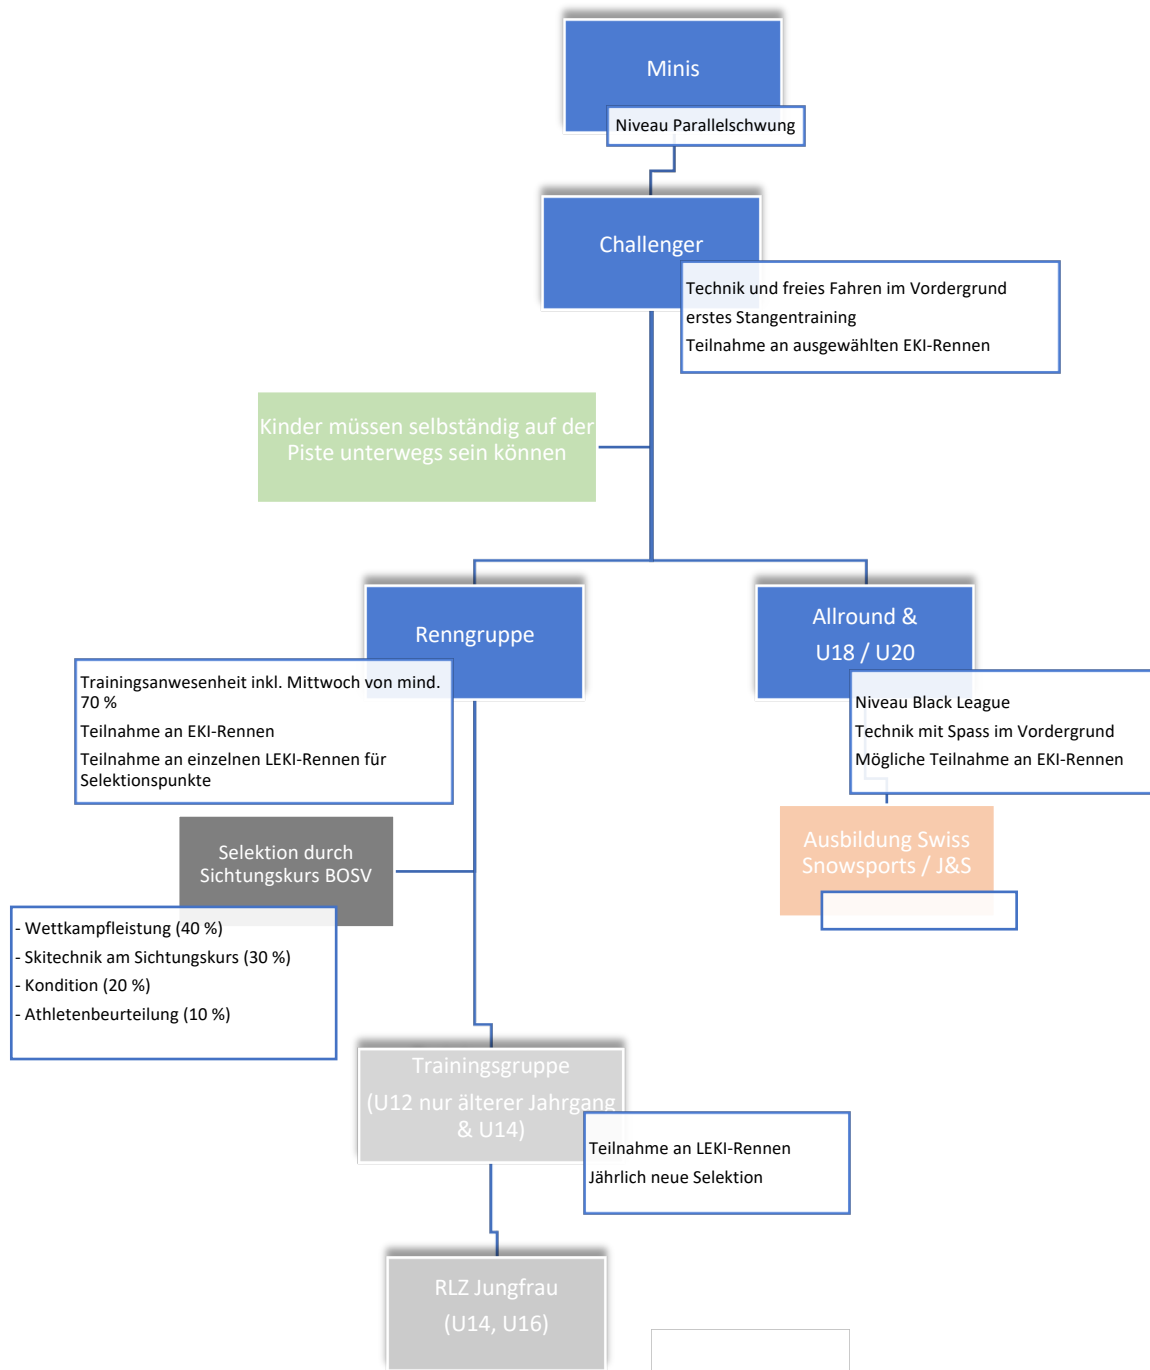 Minis
Niveau Parallelschwung
Challenger
Technik und freies Fahren im Vordergrund
erstes Stangentraining
Teilnahme an ausgewählten EKI-Rennen
Kinder müssen selbständig auf der
Piste unterwegs sein können
Renngruppe
Trainingsanwesenheit inkl. Mittwoch von mind.
70 %
Teilnahme an EKI-Rennen
Teilnahme an einzelnen LEKI-Rennen für
Selektionspunkte
Allround &
U18 / U20
Niveau Black League
Technik mit Spass im Vordergrund
Mögliche Teilnahme an EKI-Rennen
Selektion durch
Sichtungskurs BOSV
- Wettkampfleistung (40 %)
- Skitechnik am Sichtungskurs (30 %)
- Kondition (20 %)
- Athletenbeurteilung (10 %)
Ausbildung Swiss
Snowsports / J&S
Trainingsgruppe
(U12 nur älterer Jahrgang
& U14)
Teilnahme an LEKI-Rennen
Jährlich neue Selektion
RLZ Jungfrau
(U14, U16)